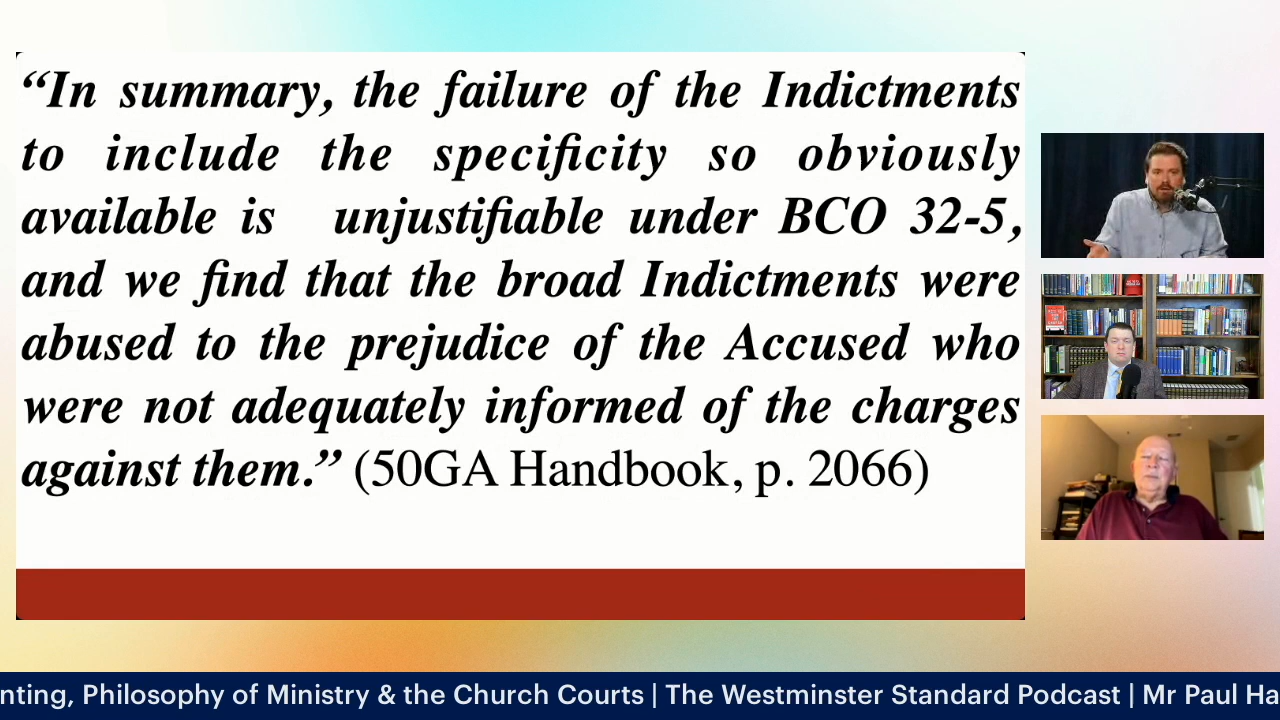 “In summary, the failure of the Indictments
to include the specificity so obviously
available is unjustifiable under BCO 32-5,
and we find that the broad Indictments were
abused to the prejudice of the Accused who
were not adequately informed of the charges
against them.” (50GA Handbook, p. 2066)
nting, Philosophy of Ministry & the Church Courts | The Westminster Standard Podcast | Mr Paul Ha